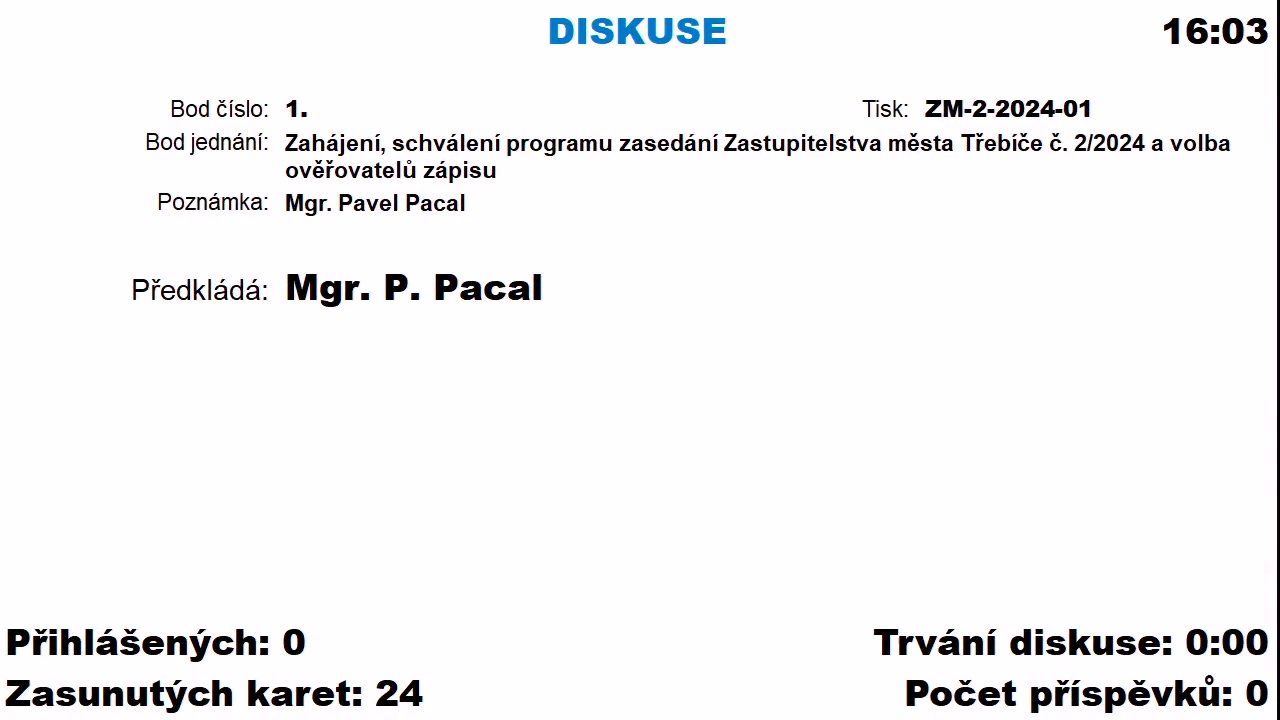 DISKUSE 16:03
Bod číslo: 1. Tisk: ZM-2-2024-01
Bod jednání: Zahájení, schválení programu zasedání Zastupitelstva města Třebíče č. 2/2024 a volba
ověřovatelů zápisu
Poznámka: Mgr. Pavel Pacal
Předkládá: Mgr. P. Pacal
Přihlášených: 0 Trvání diskuse: 0:00
Zasunutých karet: 24 Počet příspěvků: 0